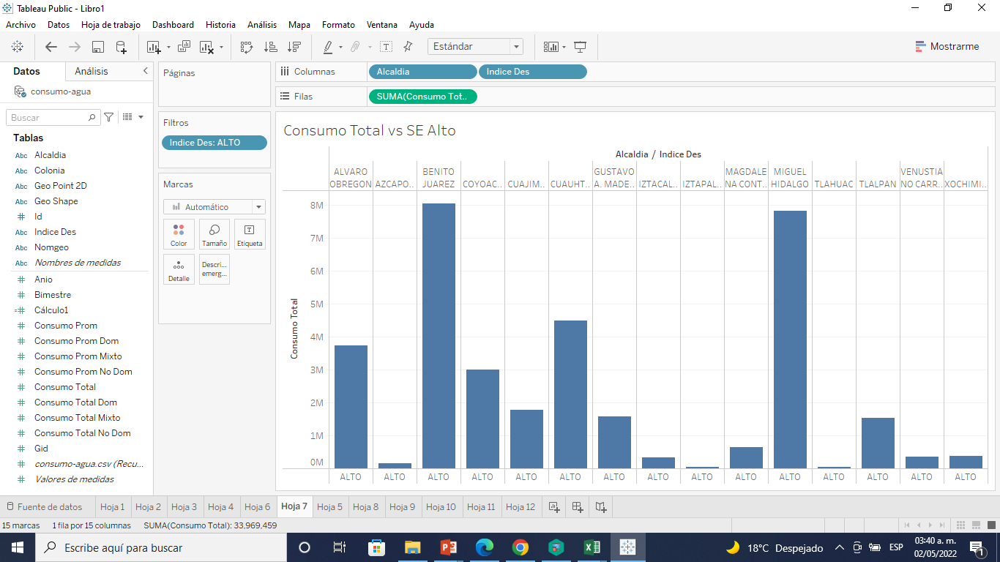 Tableau Public - Libro1
Archivo Datos Hoja de trabajo Dashboard Historia Análisis Mapa Formato Ventana Ayuda
Estándar
Mostrarme
Datos Análisis
consumo-agua
Buscar
Tablas
Abc Alcaldia
Abc Colonia
Abc Geo Point 2D
Abc Geo Shape
Id
Abc Indice Des
Abc Nomgeo
Abc Nombres de medidas
Anio
Bimestre
Cálculo1
Consumo Prom
Consumo Prom Dom
Consumo Prom Mixto
Consumo Prom No Dom
Consumo Total
Consumo Total Dom
Consumo Total Mixto
Consumo Total No Dom
Gid
consumo-agua.csv (Recu...
Valores de medidas
Páginas
Filtros
Indice Des: ALTO
Marcas
Automático
Color Tamaño Etiqueta
Detalle Descri... emerg...
Columnas Alcaldia Indice Des
Filas SUMA(Consumo Tot..
Consumo Total vs SE Alto
Alcaldia / Indice Des
ALVARO OBREGON AZCAPO.. BENITO JUAREZ COYOAC.. CUAJIM.. CUAUHT.. GUSTAVO A. MADE.. IZTACAL.. IZTAPAL.. MAGDALE NA CONT.. MIGUEL HIDALGO TLAHUAC TLALPAN VENUSTIA NO CARR.. XOCHIMI..
Consumo Total
8M
7M
6M
5M
4M
3M
2M
1M
0M
ALTO ALTO ALTO ALTO ALTO ALTO ALTO ALTO ALTO ALTO ALTO ALTO ALTO ALTO ALTO
Fuente de datos Hoja 1 Hoja 2 Hoja 3 Hoja 4 Hoja 6 Hoja 7 Hoja 5 Hoja 8 Hoja 9 Hoja 10 Hoja 11 Hoja 12
15 marcas 1 fila por 15 columnas SUMA(Consumo Total): 33,969,459
Escribe aquí para buscar
18°C Despejado
ESP
03:40 a. m.
02/05/2022
1